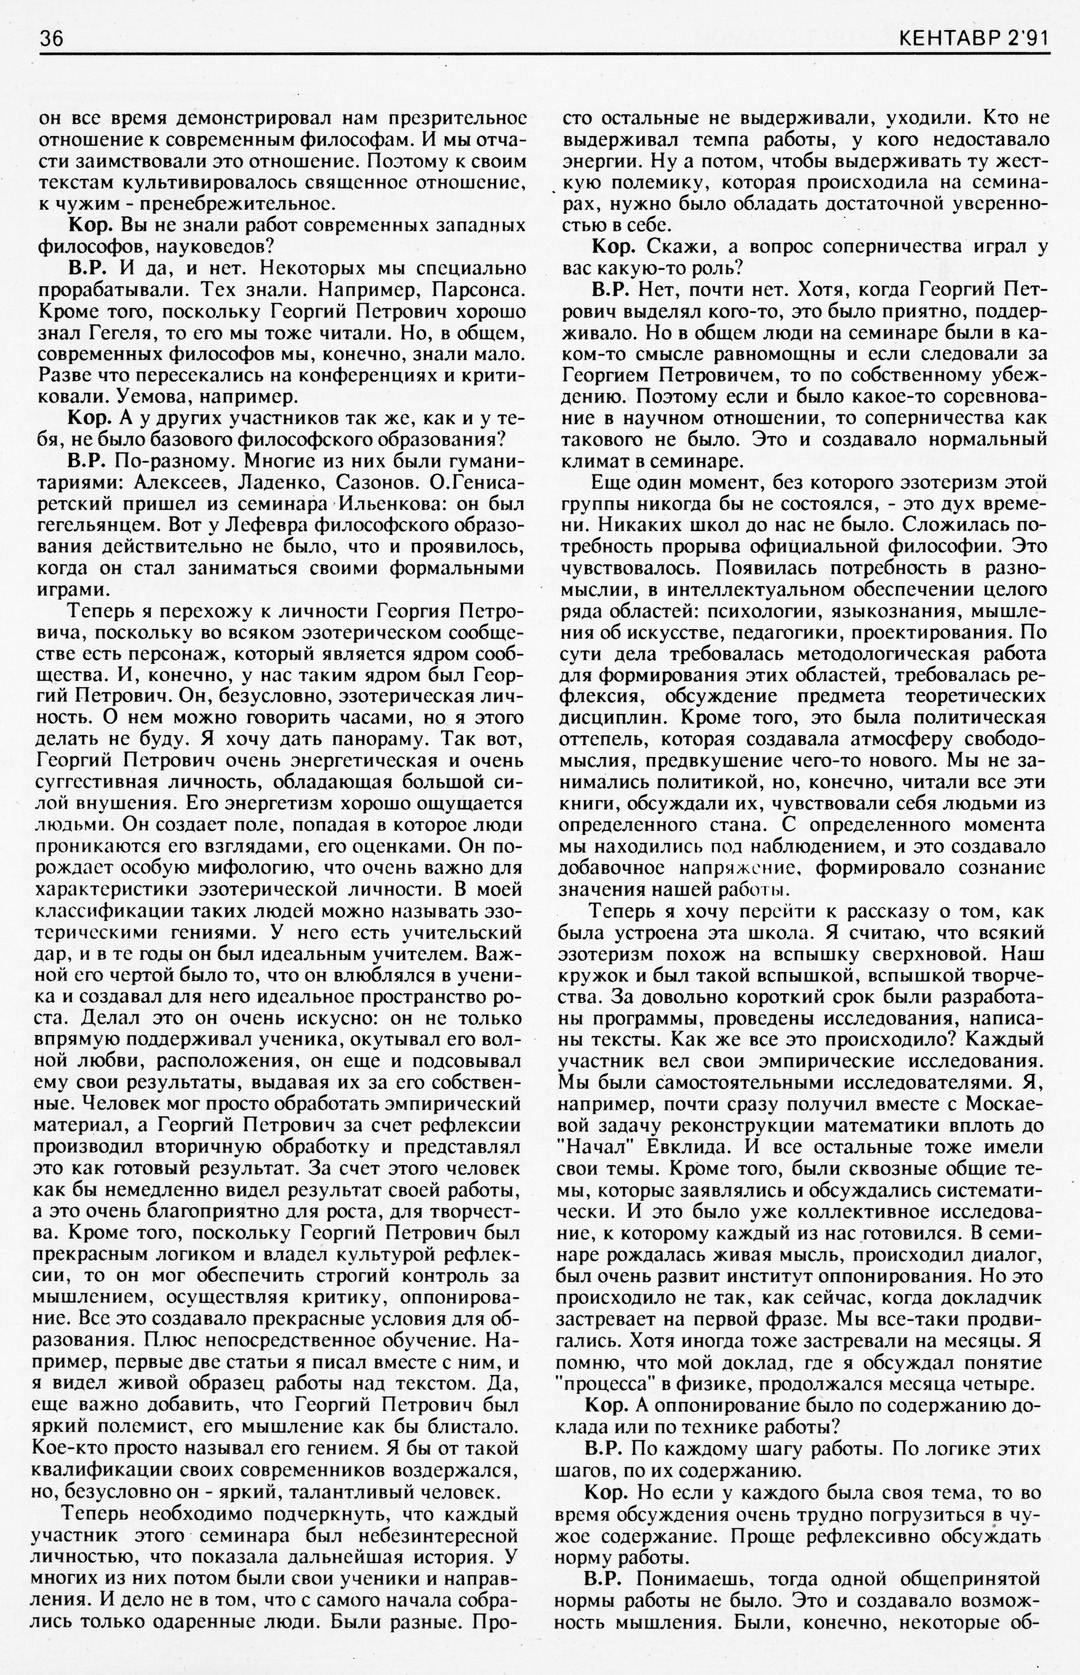 36
КЕНТАВР 2'91
он все время демонстрировал нам презрительное
отношение к современным философам. И мы отча-
сти заимствовали это отношение. Поэтому к своим
текстам культивировалось священное отношение,
к чужим - пренебрежительное.
Кор. Вы не знали работ современных западных
философов, науковедов?
В.Р. И да, и нет. Некоторых мы специально
прорабатывали. Тех знали. Например, Парсонса.
Кроме того, поскольку Георгий Петрович хорошо
знал Гегеля, то его мы тоже читали. Но, в общем,
современных философов мы, конечно, знали мало.
Разве что пересекались на конференциях и крити-
ковали. Уемова, например.
Кор. А у других участников так же, как и у те-
бя, не было базового философского образования?
В.Р. По-разному. Многие из них были гумани-
тариями: Алексеев, Ладенко, Сазонов. О.Гениса-
ретский пришел из семинара Ильенкова: он был
гегельянцем. Вот у Лефевра философского образо-
вания действительно не было, что и проявилось,
когда он стал заниматься своими формальными
играми.
Теперь я перехожу к личности Георгия Петро-
вича, поскольку во всяком эзотерическом сообще-
стве есть персонаж, который является ядром сооб-
щества. И, конечно, у нас таким ядром был Геор-
гий Петрович. Он, безусловно, эзотерическая лич-
ность. О нем можно говорить часами, но я этого
делать не буду. Я хочу дать панораму. Так вот,
Георгий Петрович очень энергетическая и очень
суггестивная личность, обладающая большой си-
лой внушения. Его энергетизм хорошо ощущается
людьми. Он создает поле, попадая в которое люди
проникаются его взглядами, его оценками. Он по-
рождает особую мифологию, что очень важно для
характеристики эзотерической личности. В моей
классификации таких людей можно называть эзо-
терическими гениями. У него есть учительский
дар, и в те годы он был идеальным учителем. Важ-
ной его чертой было то, что он влюблялся в учени-
ка и создавал для него идеальное пространство ро-
ста. Делал это он очень искусно: он не только
впрямую поддерживал ученика, окутывал его вол-
ной любви, расположения, он еще и подсовывал
ему свои результаты, выдавая их за его собствен-
ные. Человек мог просто обработать эмпирический
материал, а Георгий Петрович за счет рефлексии
производил вторичную обработку и представлял
это как готовый результат. За счет этого человек
как бы немедленно видел результат своей работы,
а это очень благоприятно для роста, для творчест-
ва. Кроме того, поскольку Георгий Петрович был
прекрасным логиком и владел культурой рефлек-
сии, то он мог обеспечить строгий контроль за
мышлением, осуществляя критику, оппонирова-
ние. Все это создавало прекрасные условия для об-
разования. Плюс непосредственное обучение. На-
пример, первые две статьи я писал вместе с ним, и
я видел живой образец работы над текстом. Да,
еще важно добавить, что Георгий Петрович был
яркий полемист, его мышление как бы блистало.
Кое-кто просто называл его гением. Я бы от такой
квалификации своих современников воздержался,
но, безусловно он - яркий, талантливый человек.
Теперь необходимо подчеркнуть, что каждый
участник этого семинара был небезинтересной
личностью, что показала дальнейшая история. У
многих из них потом были свои ученики и направ-
ления. И дело не в том, что с самого начала собра-
лись только одаренные люди. Были разные. Про-
сто остальные не выдерживали, уходили. Кто не
выдерживал темпа работы, у кого недоставало
энергии. Ну а потом, чтобы выдерживать ту жест-
кую полемику, которая происходила на семина-
рах, нужно было обладать достаточной уверенно-
стью в себе.
Кор. Скажи, а вопрос соперничества играл у
вас какую-то роль?
В.Р. Нет, почти нет. Хотя, когда Георгий Пет-
рович выделял кого-то, это было приятно, поддер-
живало. Но в общем люди на семинаре были в ка-
ком-то смысле равномощны и если следовали за
Георгием Петровичем, то по собственному убеж-
дению. Поэтому если и было какое-то соревнова-
ние в научном отношении, то соперничества как
такового не было. Это и создавало нормальный
климат в семинаре.
Еще один момент, без которого эзотеризм этой
группы никогда бы не состоялся, - это дух време-
ни. Никаких школ до нас не было. Сложилась по-
требность прорыва официальной философии. Это
чувствовалось. Появилась потребность в разно-
мыслии, в интеллектуальном обеспечении целого
ряда областей: психологии, языкознания, мышле-
ния об искусстве, педагогики, проектирования. По
сути дела требовалась методологическая работа
для формирования этих областей, требовалась ре-
флексия, обсуждение предмета теоретических
дисциплин. Кроме того, это была политическая
оттепель, которая создавала атмосферу свободо-
мыслия, предвкушение чего-то нового. Мы не за-
нимались политикой, но, конечно, читали все эти
книги, обсуждали их, чувствовали себя людьми из
определенного стана. С определенного момента
мы находились под наблюдением, и это создавало
добавочное напряжение, формировало сознание
значения нашей работы.
Теперь я хочу перейти к рассказу о том, как
была устроена эта школа. Я считаю, что всякий
эзотеризм похож на вспышку сверхновой. Наш
кружок и был такой вспышкой, вспышкой творче-
ства. За довольно короткий срок были разработа-
ны программы, проведены исследования, написа-
ны тексты. Как же все это происходило? Каждый
участник вел свои эмпирические исследования.
Мы были самостоятельными исследователями. Я,
например, почти сразу получил вместе с Москае-
вой задачу реконструкции математики вплоть до
"Начал" Евклида. И все остальные тоже имели
свои темы. Кроме того, были сквозные общие те-
мы, которые заявлялись и обсуждались системати-
чески. И это было уже коллективное исследова-
ние, к которому каждый из нас готовился. В семи-
наре рождалась живая мысль, происходил диалог,
был очень развит институт оппонирования. Но это
происходило не так, как сейчас, когда докладчик
застревает на первой фразе. Мы все-таки продви-
гались. Хотя иногда тоже застревали на месяцы. Я
помню, что мой доклад, где я обсуждал понятие
"процесса" в физике, продолжался месяца четыре.
Кор. А оппонирование было по содержанию до-
клада или по технике работы?
В.Р. По каждому шагу работы. По логике этих
шагов, по их содержанию.
Кор. Но если у каждого была своя тема, то во
время обсуждения очень трудно погрузиться в чу-
жое содержание. Проще рефлексивно обсуждать
норму работы.
В.Р. Понимаешь, тогда одной общепринятой
нормы работы не было. Это и создавало возмож-
ность мышления. Были, конечно, некоторые об-